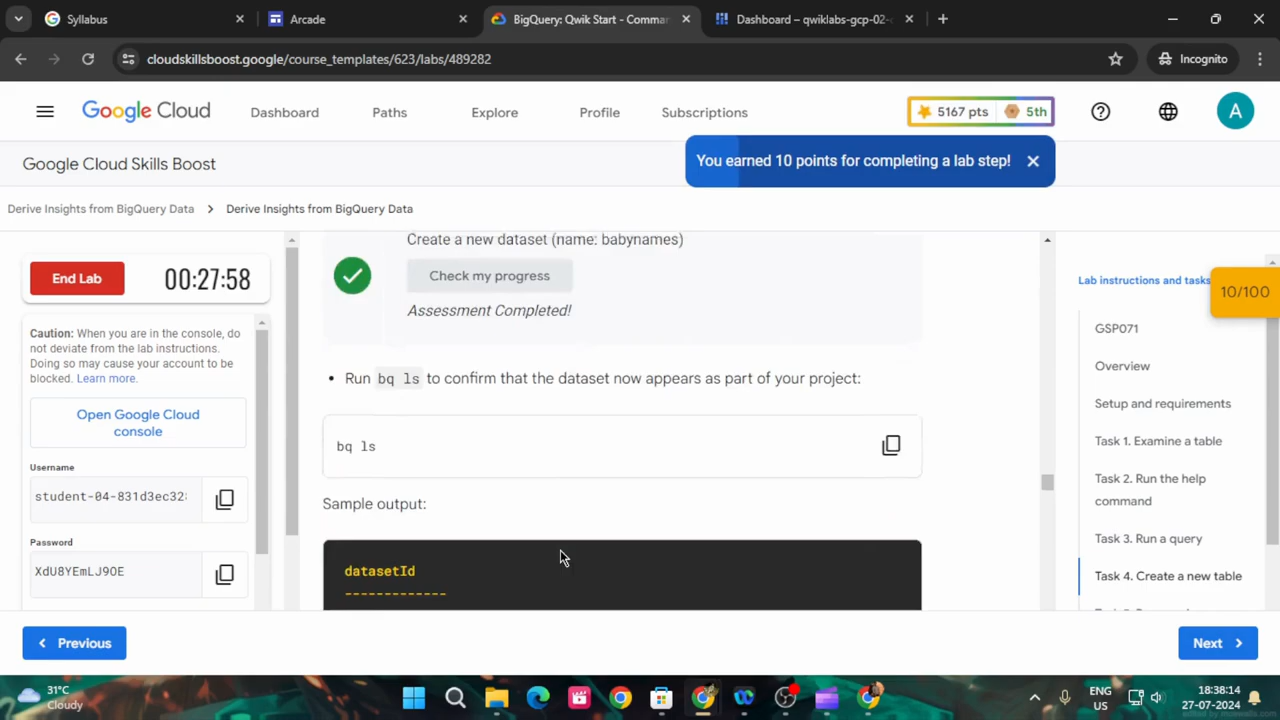 Syllabus
Arcade
BigQuery: Qwik Start - Comma
Dashboard – qwiklabs-gcp-02-
cloudskillsboost.google/course_templates/623/labs/489282
Incognito
Google Cloud
Dashboard
Paths
Explore
Profile
Subscriptions
5167 pts
5th
A
Google Cloud Skills Boost
You earned 10 points for completing a lab step!
Derive Insights from BigQuery Data
Derive Insights from BigQuery Data
End Lab
00:27:58
Caution: When you are in the console, do
not deviate from the lab instructions.
Doing so may cause your account to be
blocked. Learn more.
Open Google Cloud
console
Username
student-04-831d3ec32
Password
XdU8YEmLJ9OE
Create a new dataset (name: babynames)
Check my progress
Assessment Completed!
• Run bq ls to confirm that the dataset now appears as part of your project:
bq ls
Sample output:
datasetId
-------------
Lab instructions and tasks
10/100
GSP071
Overview
Setup and requirements
Task 1. Examine a table
Task 2. Run the help
command
Task 3. Run a query
Task 4. Create a new table
Previous
Next
31°C
Cloudy
ENG
US
18:38:14
27-07-2024